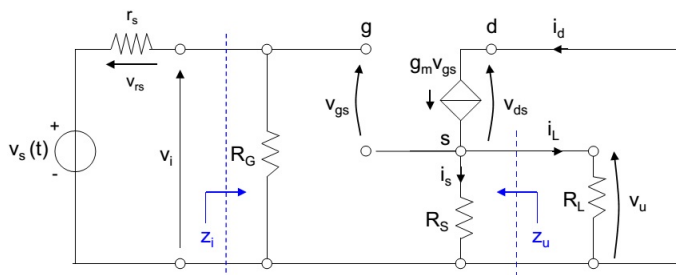 r_s
g
d
i_d
v_rs
g_m v_gs
+
v_s (t)
-
v_i
R_G
v_gs
v_ds
s
i_L
i_s
z_i
R_S
z_u
R_L
v_u